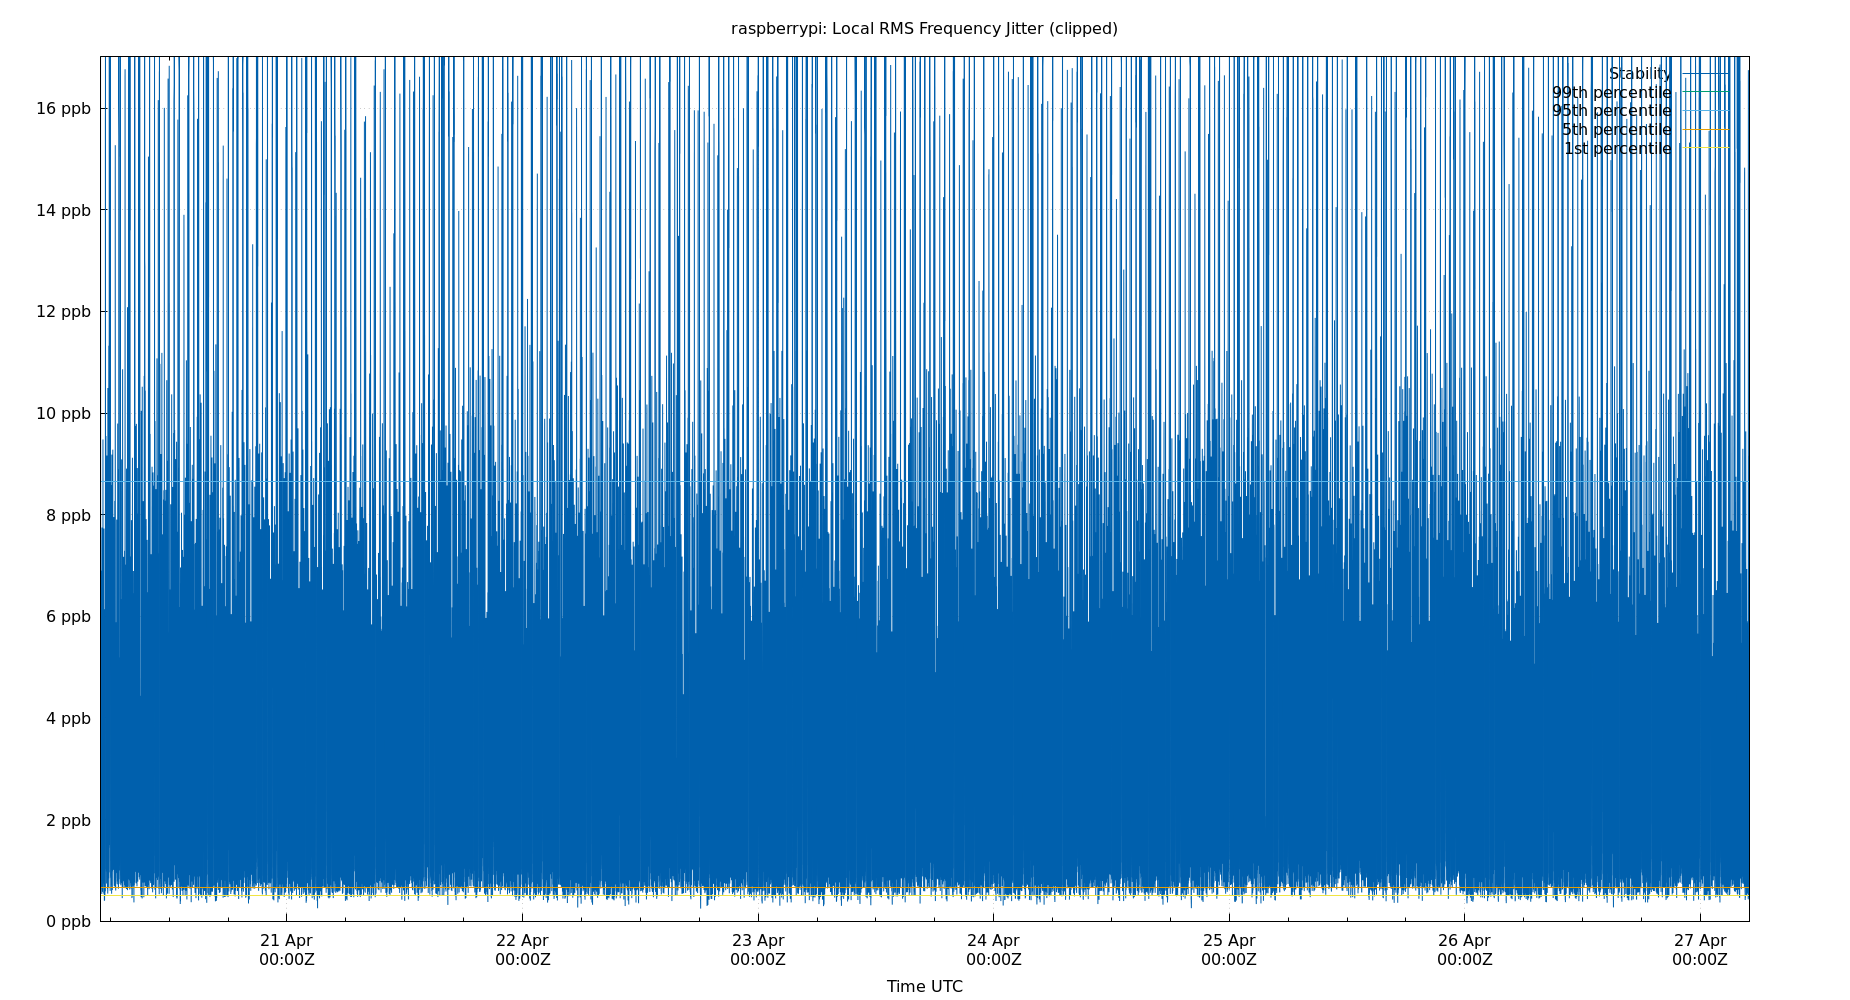 raspberrypi: Local RMS Frequency Jitter (clipped)
Stability
99th percentile
95th percentile
5th percentile
1st percentile
16 ppb
14 ppb
12 ppb
10 ppb
8 ppb
6 ppb
4 ppb
2 ppb
0 ppb
21 Apr 22 Apr 23 Apr 24 Apr 25 Apr 26 Apr 27 Apr
00:00Z 00:00Z 00:00Z 00:00Z 00:00Z 00:00Z 00:00Z
Time UTC